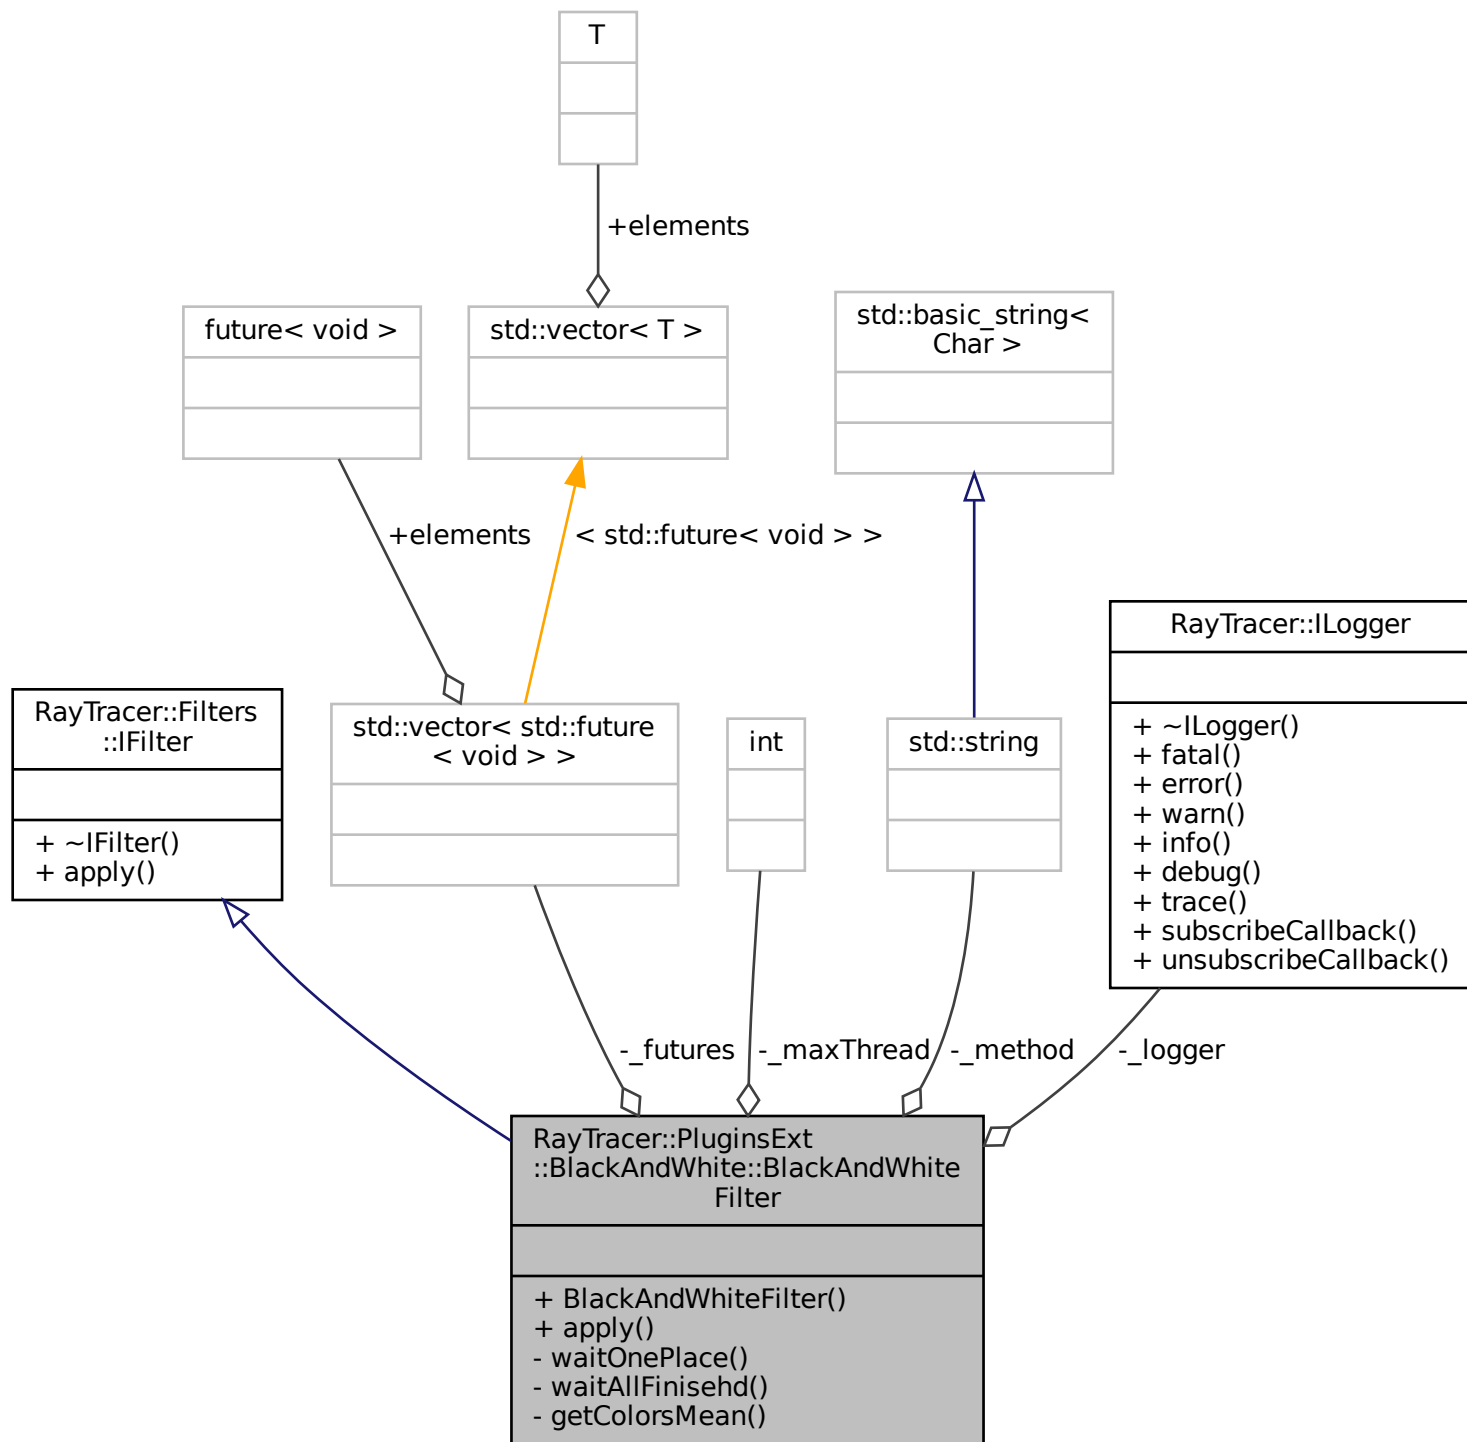 T
+elements
future< void >
std::vector< T >
std::basic_string<
Char >
+elements
< std::future< void > >
RayTracer::ILogger
+ ~ILogger()
+ fatal()
+ error()
+ warn()
+ info()
+ debug()
+ trace()
+ subscribeCallback()
+ unsubscribeCallback()
RayTracer::Filters
::IFilter
+ ~IFilter()
+ apply()
std::vector< std::future
< void > >
int
std::string
-_futures
-_maxThread
-_method
-_logger
RayTracer::PluginsExt
::BlackAndWhite::BlackAndWhite
Filter
+ BlackAndWhiteFilter()
+ apply()
- waitOnePlace()
- waitAllFinisehd()
- getColorsMean()